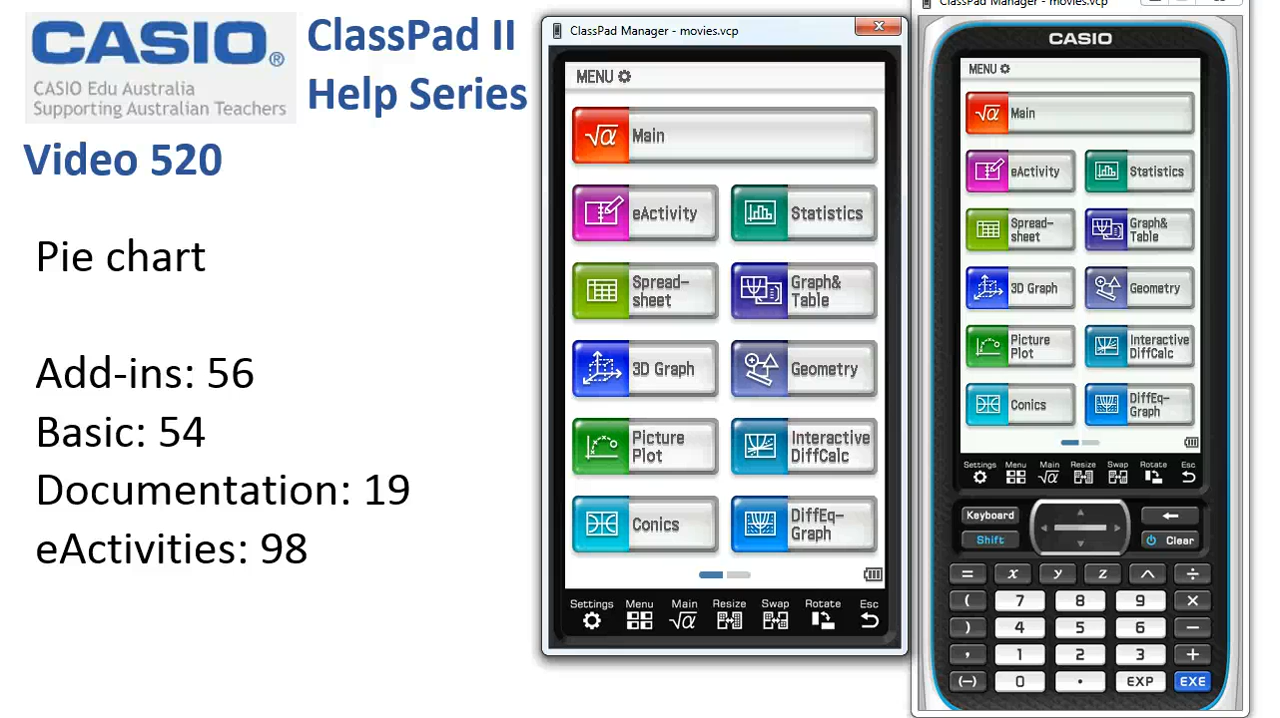 CASIO®
CASIO Edu Australia
Supporting Australian Teachers
ClassPad II
Help Series
Video 520
Pie chart
Add-ins: 56
Basic: 54
Documentation: 19
eActivities: 98
ClassPad Manager - movies.vcp
MENU
√α Main
eActivity
Statistics
Spread-
sheet
Graph&
Table
3D Graph
Geometry
Picture
Plot
Interactive
DiffCalc
Conics
DiffEq-
Graph
Settings Menu Main Resize Swap Rotate Esc
√α
ClassPad Manager - movies.vcp
CASIO
MENU
√α Main
eActivity
Statistics
Spread-
sheet
Graph&
Table
3D Graph
Geometry
Picture
Plot
Interactive
DiffCalc
Conics
DiffEq-
Graph
Settings Menu Main Resize Swap Rotate Esc
√α
Keyboard
Shift
Clear
= x y z ^ ÷
( 7 8 9 ×
) 4 5 6 −
, 1 2 3 +
(−) 0 · EXP EXE